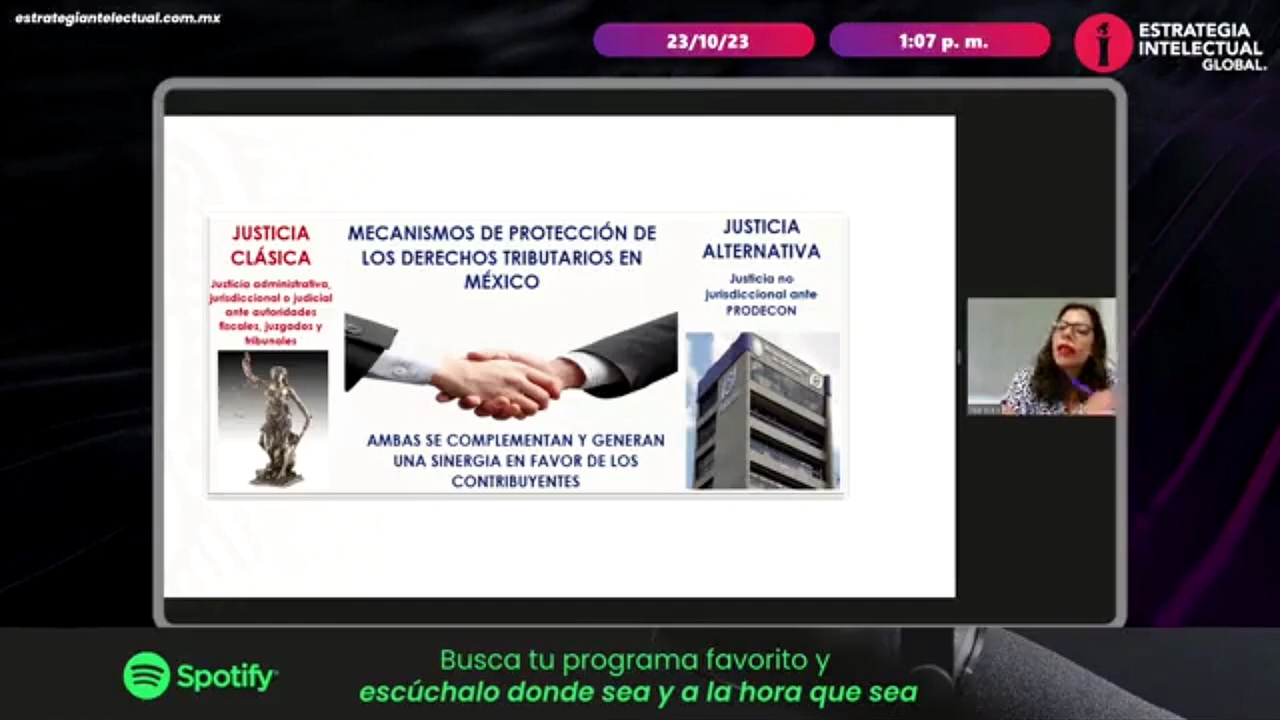 estrategiantelectual.com.mx
23/10/23
1:07 p. m.
ESTRATEGIA
INTELECTUAL
GLOBAL.
JUSTICIA
CLÁSICA
Justicia administrativa,
jurisdiccional o judicial
ante autoridades
fiscales, juzgados y
tribunales
MECANISMOS DE PROTECCIÓN DE
LOS DERECHOS TRIBUTARIOS EN
MÉXICO
AMBAS SE COMPLEMENTAN Y GENERAN
UNA SINERGIA EN FAVOR DE LOS
CONTRIBUYENTES
JUSTICIA
ALTERNATIVA
Justicia no
jurisdiccional ante
PRODECON
Spotify
Busca tu programa favorito y
escúchalo donde sea y a la hora que sea